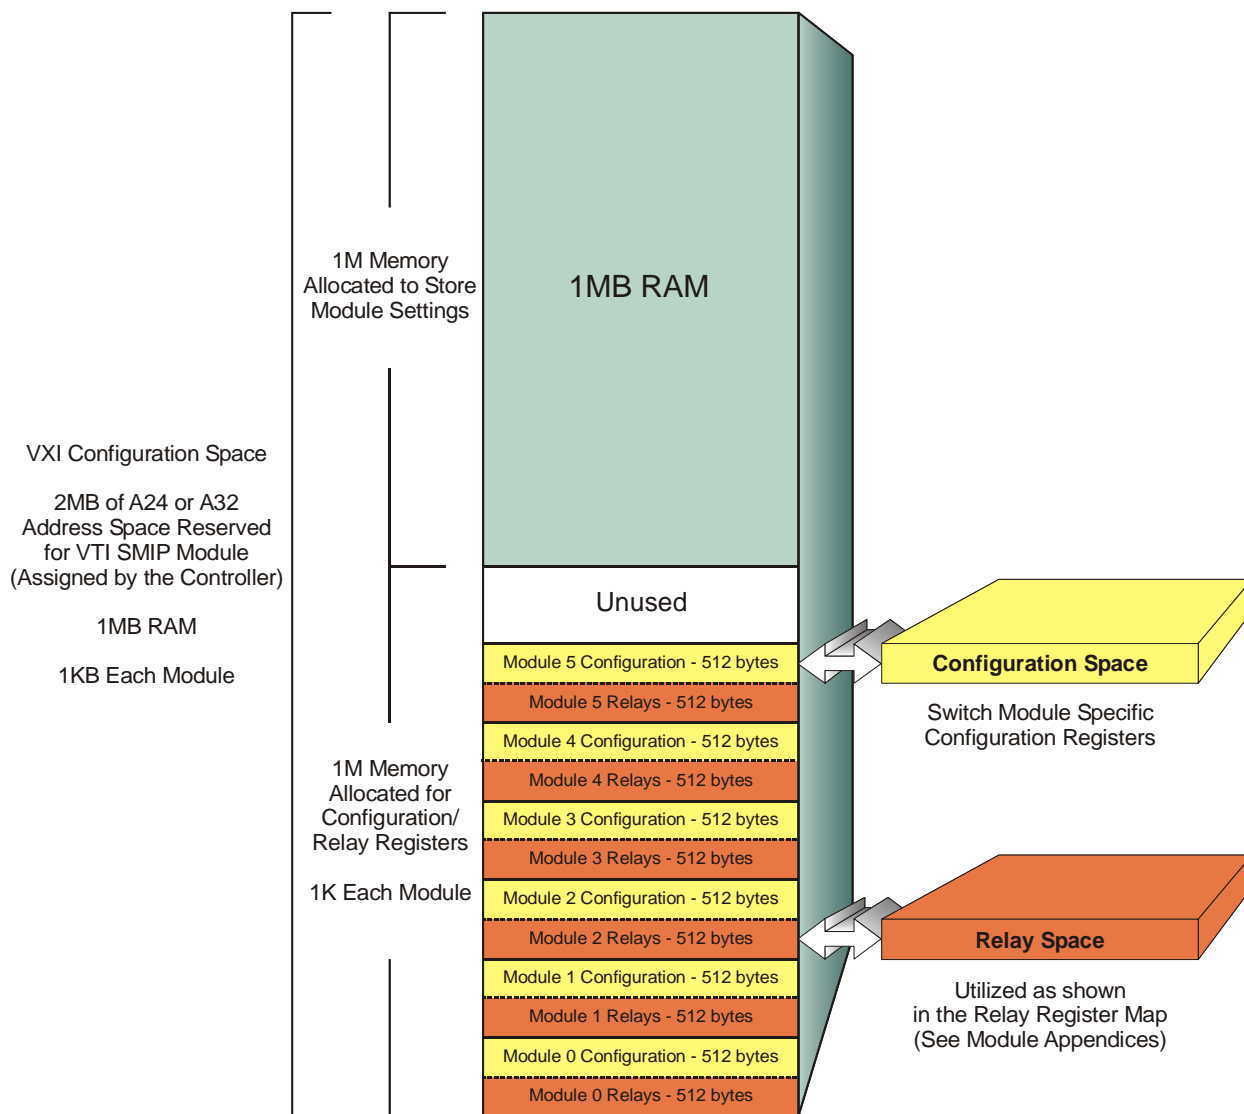 VXI Configuration Space
2MB of A24 or A32
Address Space Reserved
for VTI SMIP Module
(Assigned by the Controller)
1MB RAM
1KB Each Module
1M Memory
Allocated to Store
Module Settings
1M Memory
Allocated for
Configuration/
Relay Registers
1K Each Module
1MB RAM
Unused
Module 5 Configuration - 512 bytes
Module 5 Relays - 512 bytes
Module 4 Configuration - 512 bytes
Module 4 Relays - 512 bytes
Module 3 Configuration - 512 bytes
Module 3 Relays - 512 bytes
Module 2 Configuration - 512 bytes
Module 2 Relays - 512 bytes
Module 1 Configuration - 512 bytes
Module 1 Relays - 512 bytes
Module 0 Configuration - 512 bytes
Module 0 Relays - 512 bytes
Configuration Space
Switch Module Specific
Configuration Registers
Relay Space
Utilized as shown
in the Relay Register Map
(See Module Appendices)